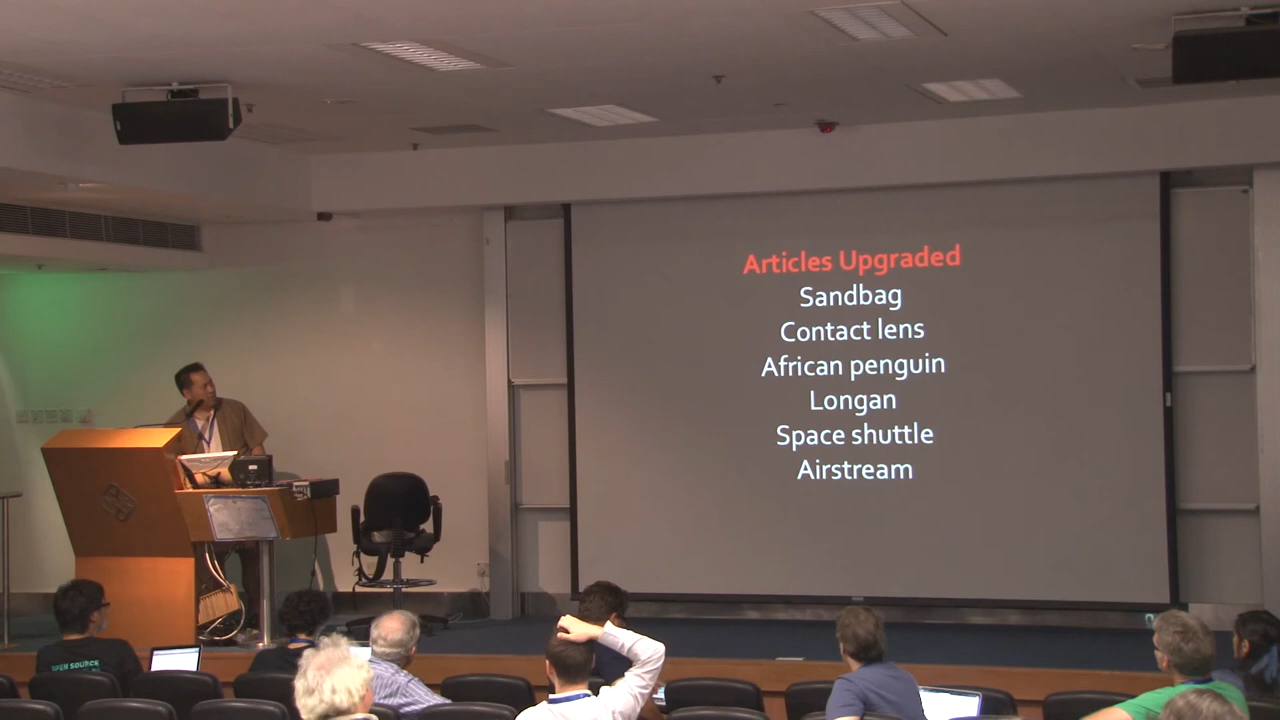 Articles Upgraded
Sandbag
Contact lens
African penguin
Longan
Space shuttle
Airstream
OPEN SOURCE